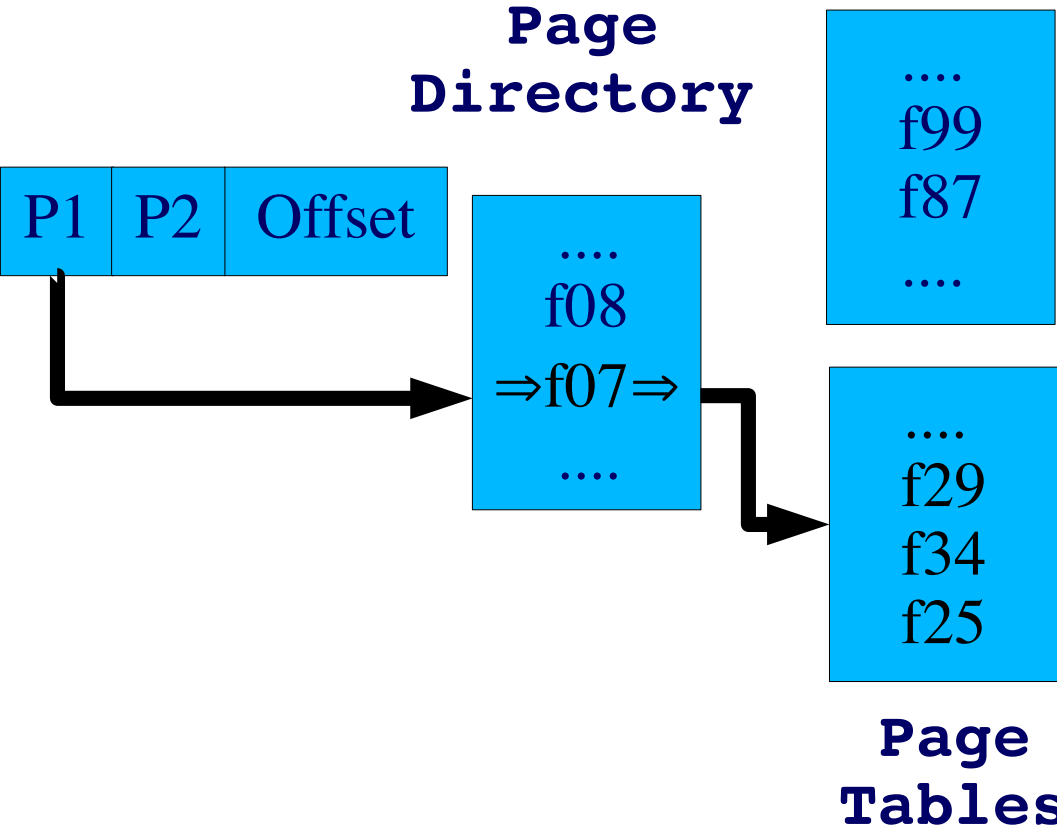 Page
Directory
P1 P2 Offset
....
f08
⇒f07⇒
....
....
f99
f87
....
....
f29
f34
f25
Page
Tables